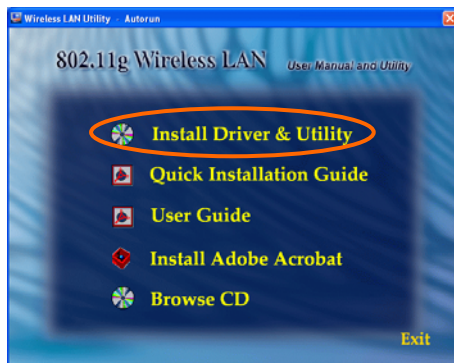 Wireless LAN Utility - Autorun
802.11g Wireless LAN User Manual and Utility
Install Driver & Utility
Quick Installation Guide
User Guide
Install Adobe Acrobat
Browse CD
Exit